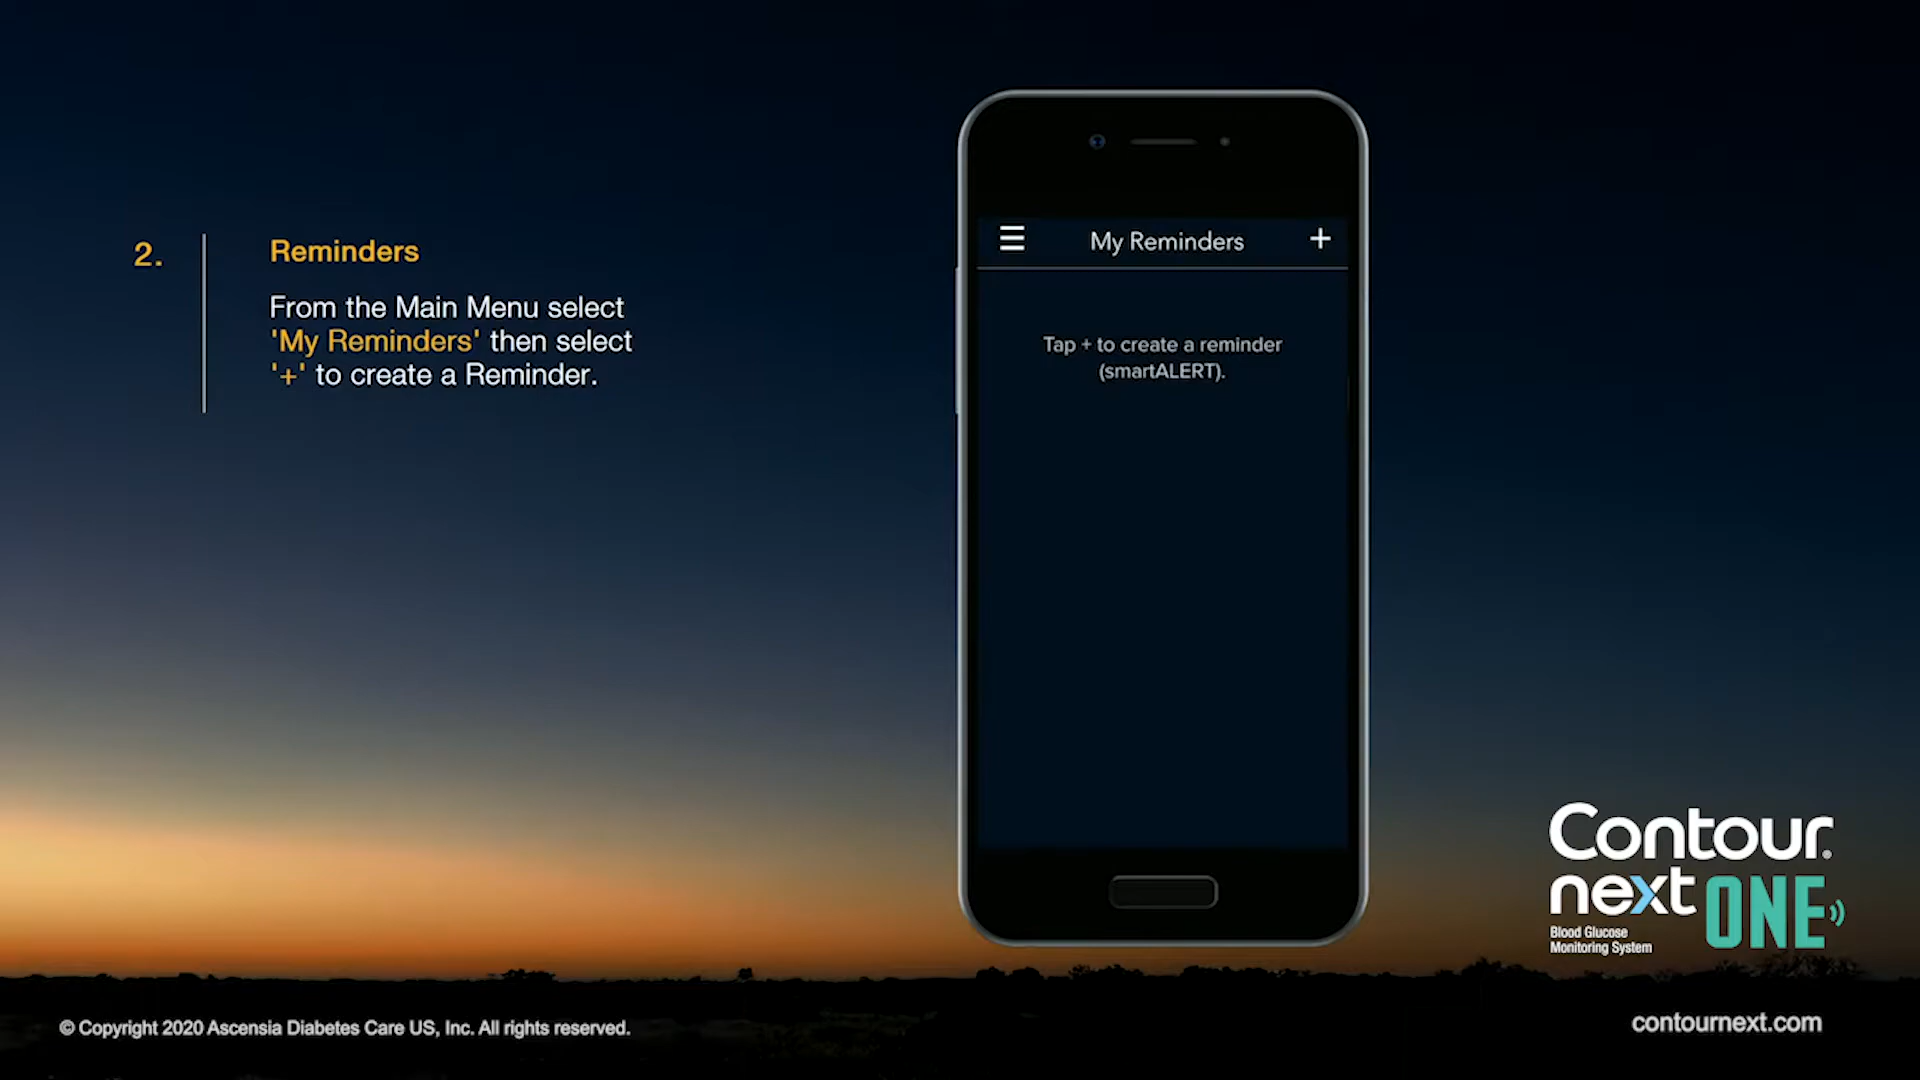 2.
Reminders
From the Main Menu select
'My Reminders' then select
'+' to create a Reminder.
My Reminders
Tap + to create a reminder
(smartALERT).
Contour®
next ONE
Blood Glucose
Monitoring System
© Copyright 2020 Ascensia Diabetes Care US, Inc. All rights reserved.
contournext.com